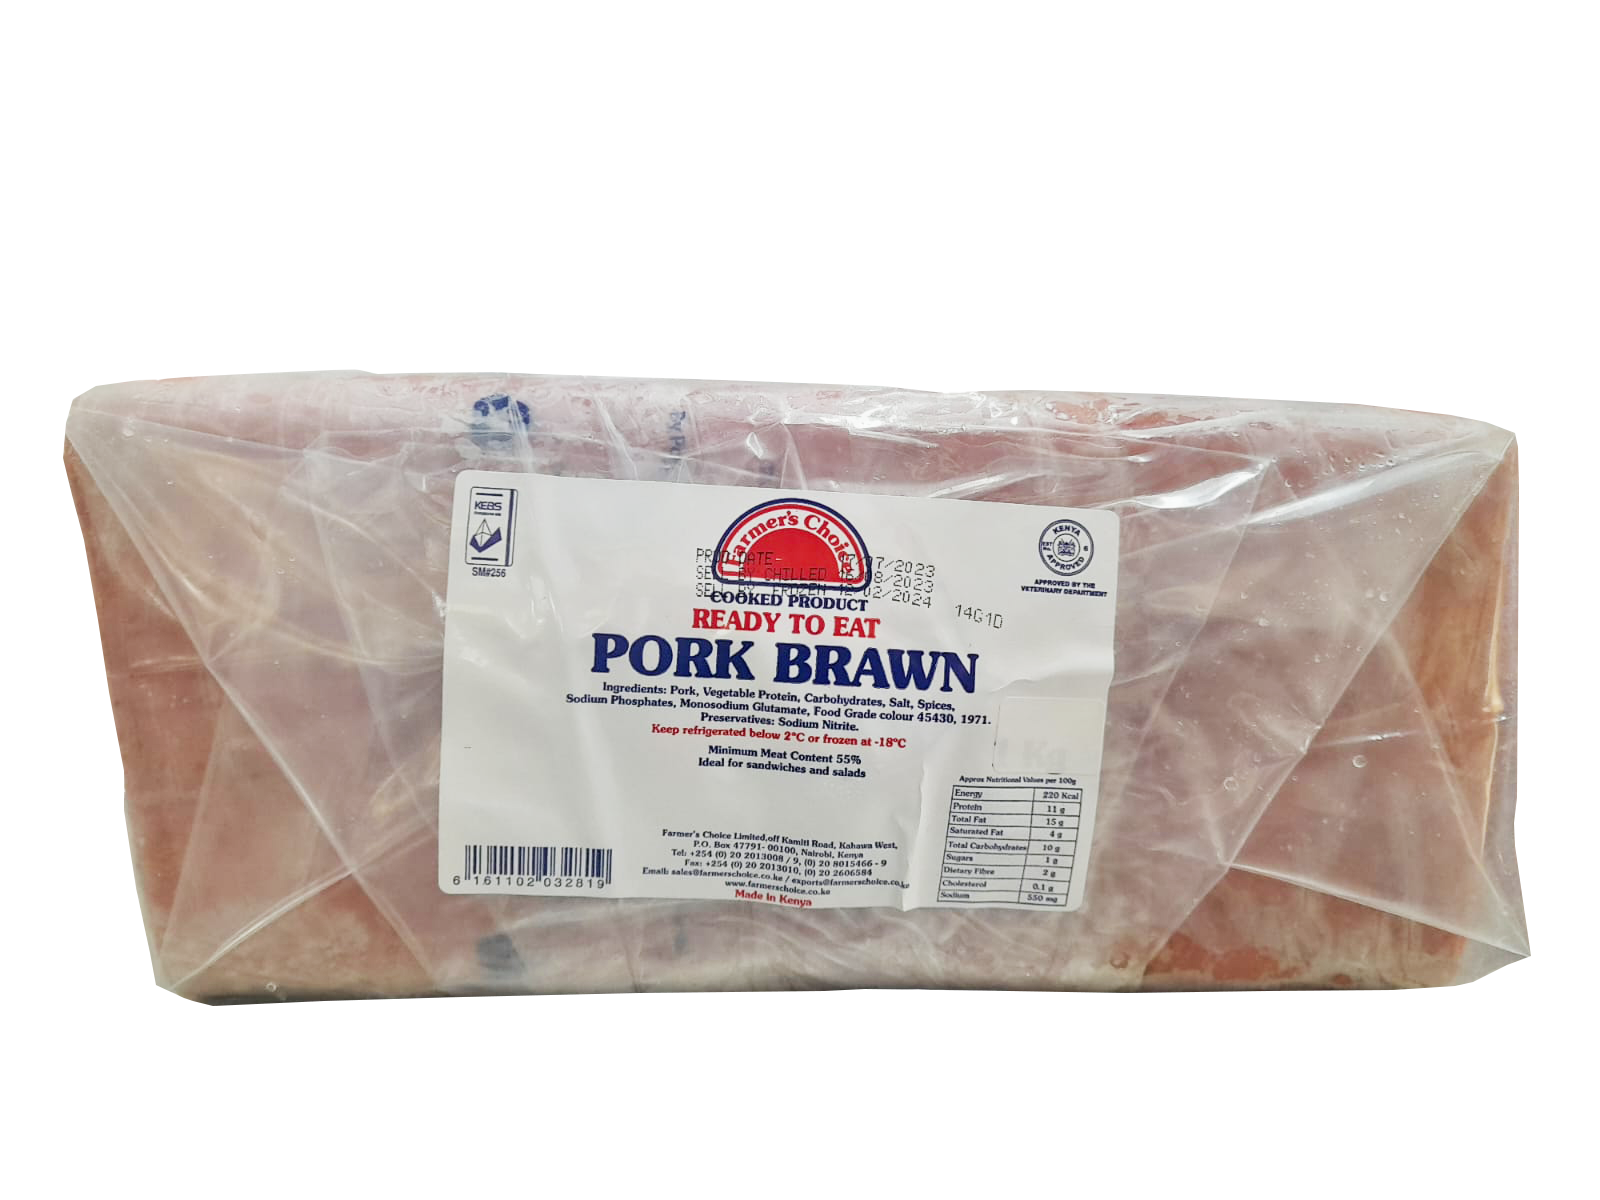 KEBS
SM#256
Farmer's Choice
KENYA
6
APPROVED
APPROVED BY THE
VETERINARY DEPARTMENT
PROD DATE-
/2023
SELL BY CHILLED 16/08/2023
SELL BY FROZEN 12/02/2024
14G1D
COOKED PRODUCT
READY TO EAT
PORK BRAWN
Ingredients: Pork, Vegetable Protein, Carbohydrates, Salt, Spices,
Sodium Phosphates, Monosodium Glutamate, Food Grade colour 45430, 1971.
Preservatives: Sodium Nitrite.
Keep refrigerated below 2°C or frozen at -18°C
Minimum Meat Content 55%
Ideal for sandwiches and salads
Kg
Approx Nutritional Values per 100g
Energy 220 Kcal
Protein 11 g
Total Fat 15 g
Saturated Fat 4 g
Total Carbohydrates 10 g
Sugars 1 g
Dietary Fibre 2 g
Cholesterol 0.1 g
Sodium 550 mg
Farmer's Choice Limited,off Kamiti Road, Kahawa West,
P.O. Box 47791- 00100, Nairobi, Kenya
Tel: +254 (0) 20 2013008 / 9, (0) 20 8015466 - 9
Fax: +254 (0) 20 2013010, (0) 20 2606584
Email: sales@farmerschoice.co.ke / exports@farmerschoice.co.ke
www.farmerschoice.co.ke
Made in Kenya
6 161102 032819